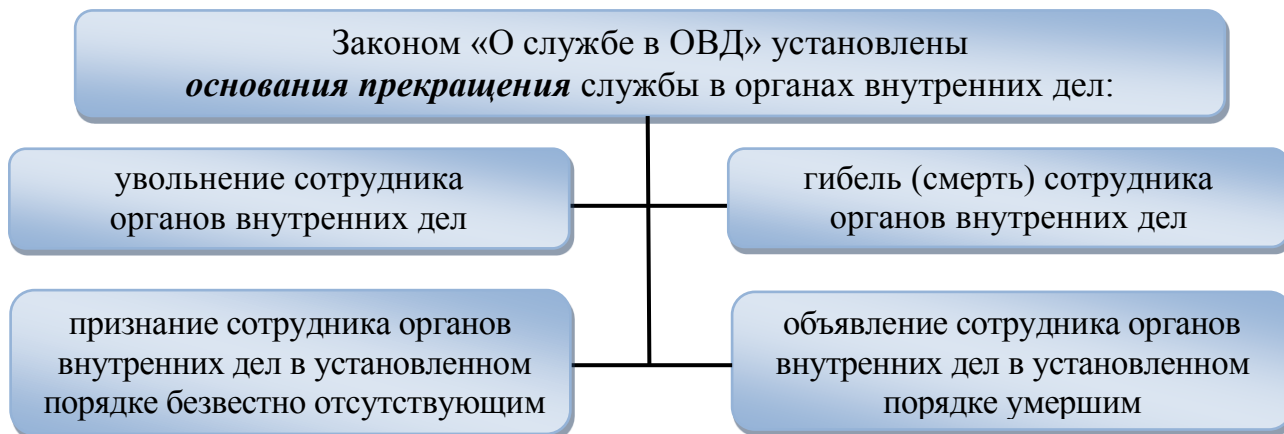 Законом «О службе в ОВД» установлены
основания прекращения службы в органах внутренних дел:
увольнение сотрудника
органов внутренних дел
гибель (смерть) сотрудника
органов внутренних дел
признание сотрудника органов
внутренних дел в установленном
порядке безвестно отсутствующим
объявление сотрудника органов
внутренних дел в установленном
порядке умершим